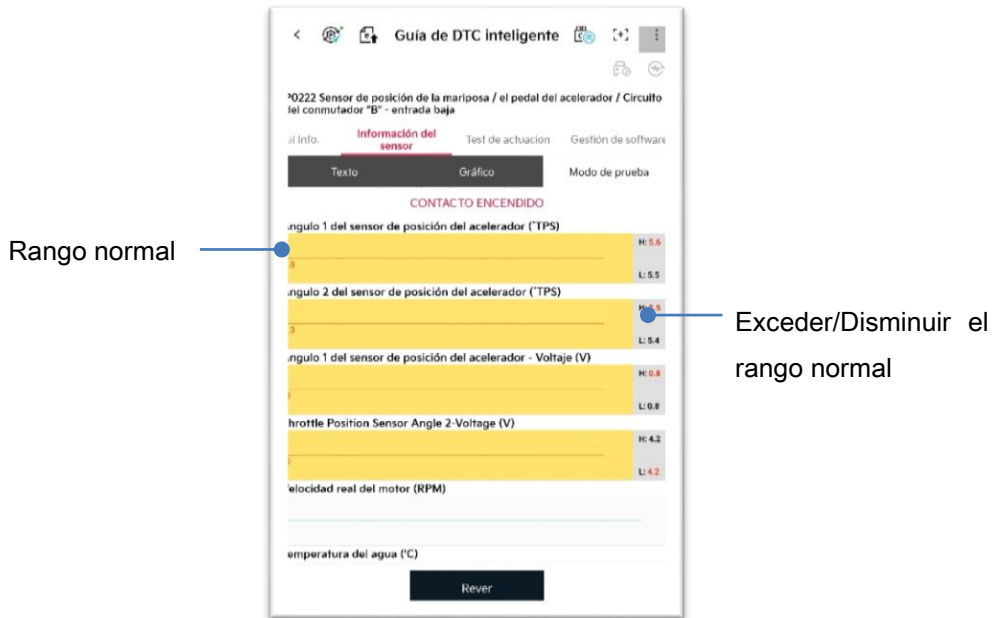 Guía de DTC inteligente
P0222 Sensor de posición de la mariposa / el pedal del acelerador / Circuito
del conmutador "B" - entrada baja
al Info.
Información del
sensor
Test de actuacion
Gestión de software
Texto
Gráfico
Modo de prueba
CONTACTO ENCENDIDO
ngulo 1 del sensor de posición del acelerador (˚TPS)
H: 5.6
L: 5.5
Rango normal
ngulo 2 del sensor de posición del acelerador (˚TPS)
H: 5.5
L: 5.4
Exceder/Disminuir el
rango normal
ngulo 1 del sensor de posición del acelerador - Voltaje (V)
H: 0.8
L: 0.8
hrottle Position Sensor Angle 2-Voltage (V)
H: 4.2
L: 4.2
elocidad real del motor (RPM)
emperatura del agua (˚C)
Rever